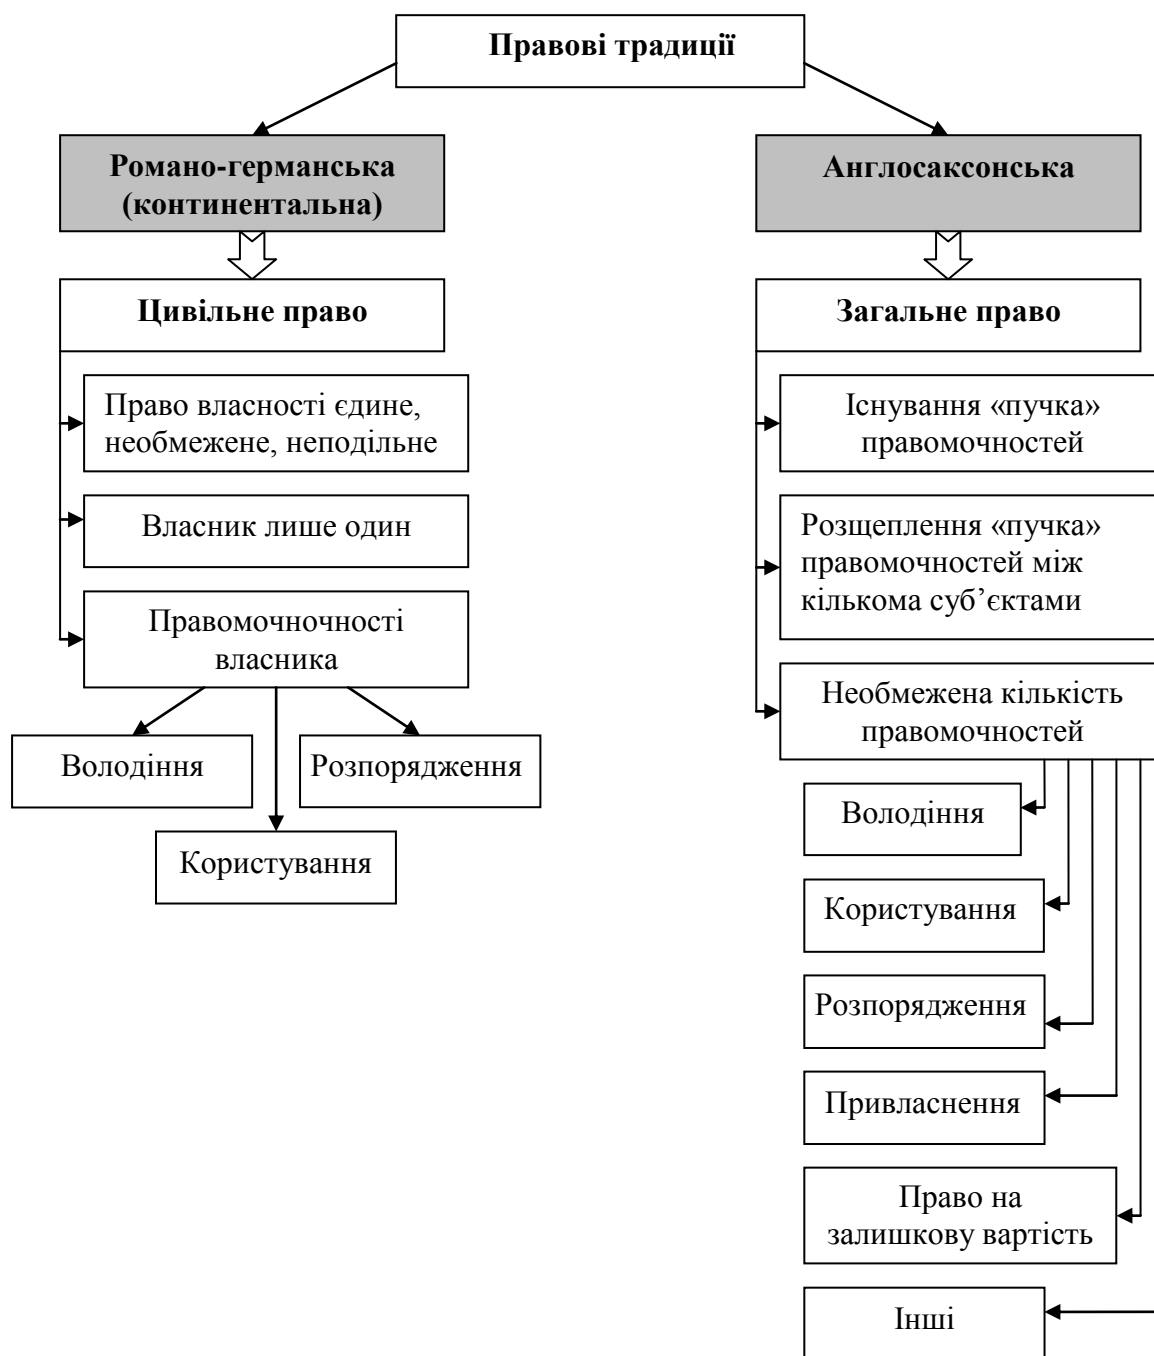 Правові традиції
Романо-германська
(континентальна)
Цивільне право
Право власності єдине,
необмежене, неподільне
Власник лише один
Правомочночності
власника
Володіння
Розпорядження
Користування
Англосаксонська
Загальне право
Існування «пучка»
правомочностей
Розщеплення «пучка»
правомочностей між
кількома суб’єктами
Необмежена кількість
правомочностей
Володіння
Користування
Розпорядження
Привласнення
Право на
залишкову вартість
Інші